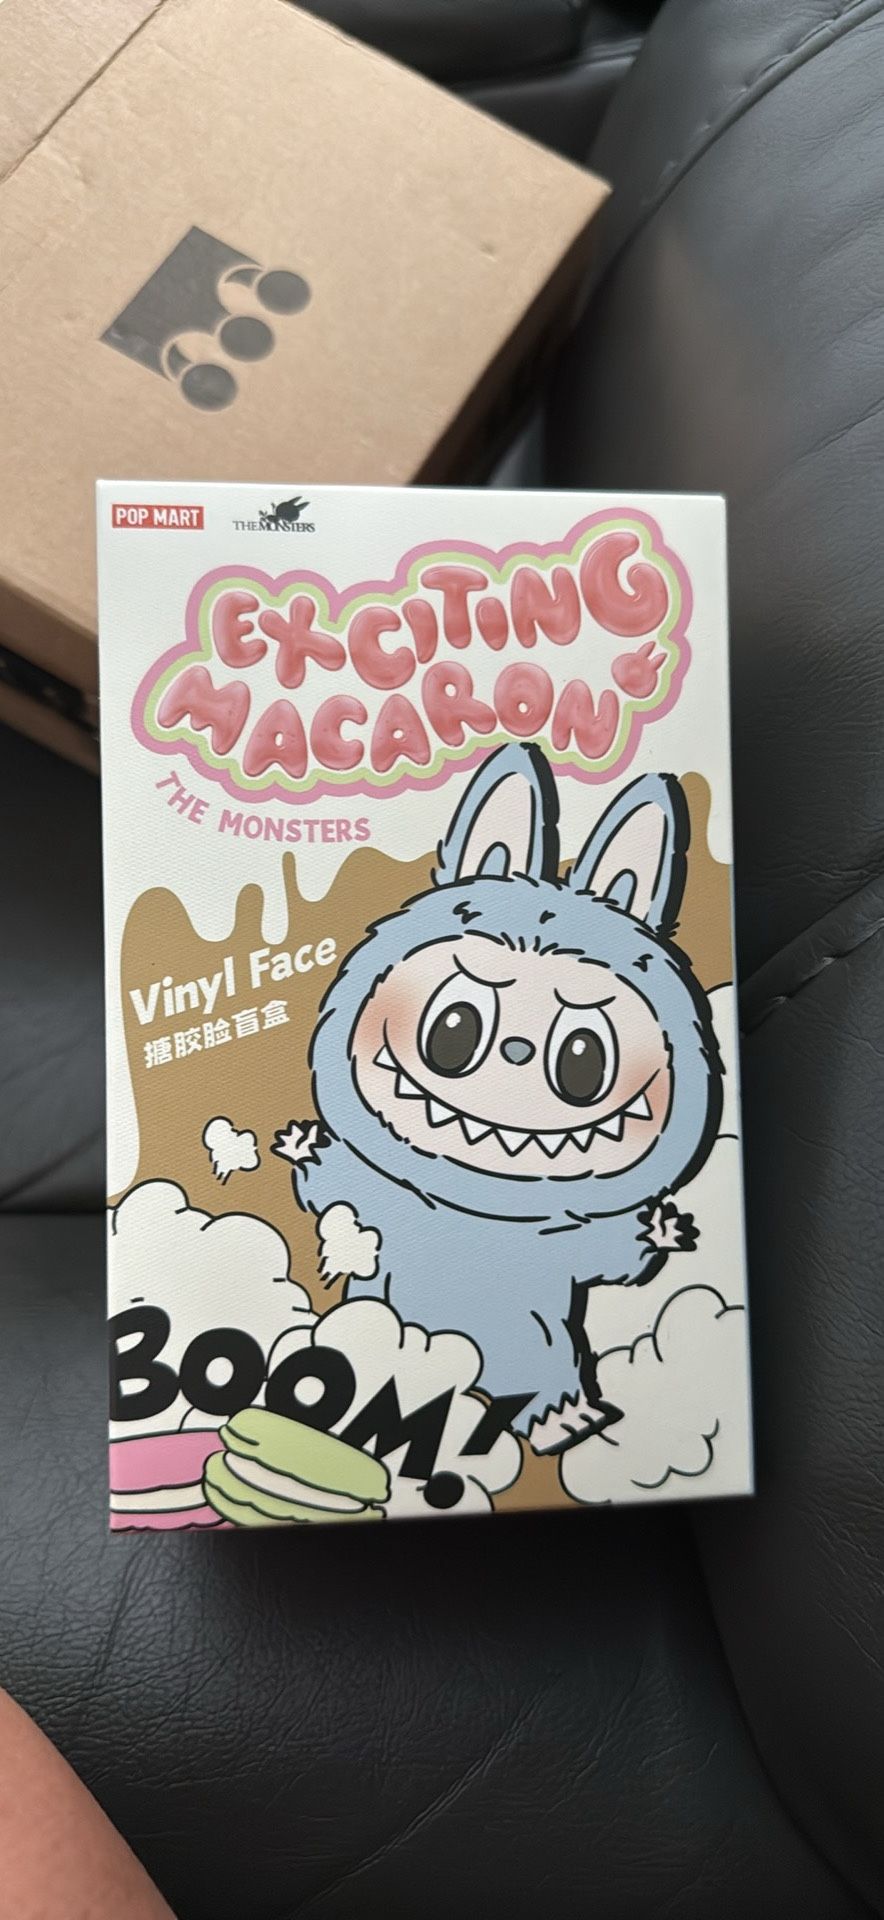 POP MART
THE MONSTERS
EXCITING
MACARON
THE MONSTERS
Vinyl Face
搪胶脸盲盒
BOOM!